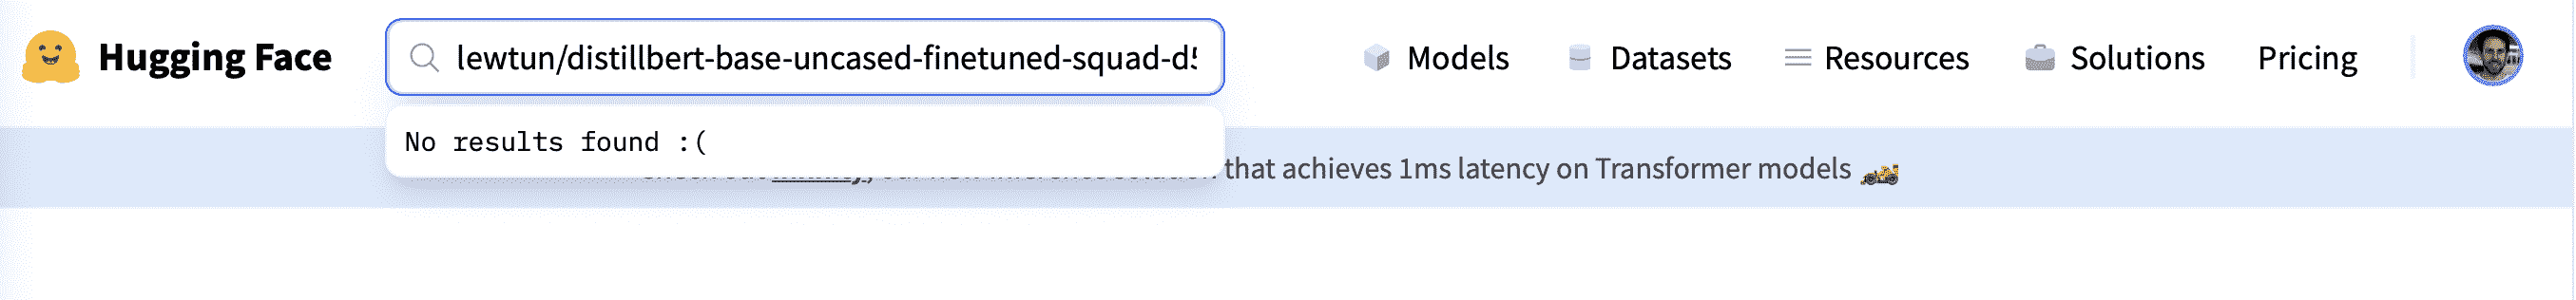 Hugging Face
lewtun/distillbert-base-uncased-finetuned-squad-d5
Models
Datasets
Resources
Solutions
Pricing
No results found :(
that achieves 1ms latency on Transformer models